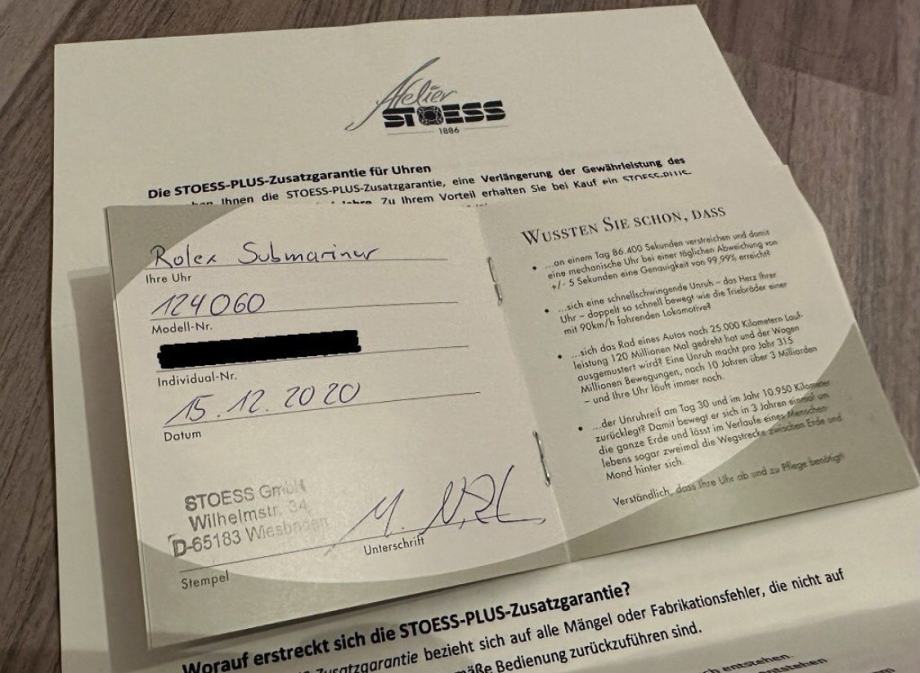 Atelier
STOESS
1886
Die STOESS-PLUS-Zusatzgarantie für Uhren
Ihnen die STOESS-PLUS-Zusatzgarantie, eine Verlängerung der Gewährleistung des
Zu Ihrem Vorteil erhalten Sie bei Kauf ein
Rolex Submariner
Ihre Uhr
124060
Modell-Nr.
Individual-Nr.
15.12.2020
Datum
STOESS GmbH
Wilhelmstr. 34
D-65183 Wiesbaden
Stempel
Unterschrift
WUSSTEN SIE SCHON, DASS
• ...an einem Tag 86.400 Sekunden verstreichen und damit
eine mechanische Uhr bei einer täglichen Abweichung von
+/- 5 Sekunden eine Genauigkeit von 99,99% erreicht?
• ...sich eine schnellschwingende Unruh – das Herz Ihrer
Uhr – doppelt so schnell bewegt wie die Triebräder einer
mit 90km/h fahrenden Lokomotive?
• ...sich das Rad eines Autos nach 25.000 Kilometern Lauf-
leistung 120 Millionen Mal gedreht hat und der Wagen
ausgemustert wird? Eine Unruh macht pro Jahr 315
Millionen Bewegungen, nach 10 Jahren über 3 Milliarden
– und Ihre Uhr läuft immer noch.
• ...der Unruhreif am Tag 30 und im Jahr 10.950 Kilometer
zurücklegt? Damit bewegt er sich in 3 Jahren einmal um
die ganze Erde und lässt im Verlaufe eines Menschen-
lebens sogar zweimal die Wegstrecke zwischen Erde und
Mond hinter sich.
Verständlich, dass Ihre Uhr ab und zu Pflege benötigt!
Worauf erstreckt sich die STOESS-PLUS-Zusatzgarantie?
Zusatzgarantie bezieht sich auf alle Mängel oder Fabrikationsfehler, die nicht auf
Bedienung zurückzuführen sind.
entstehen.